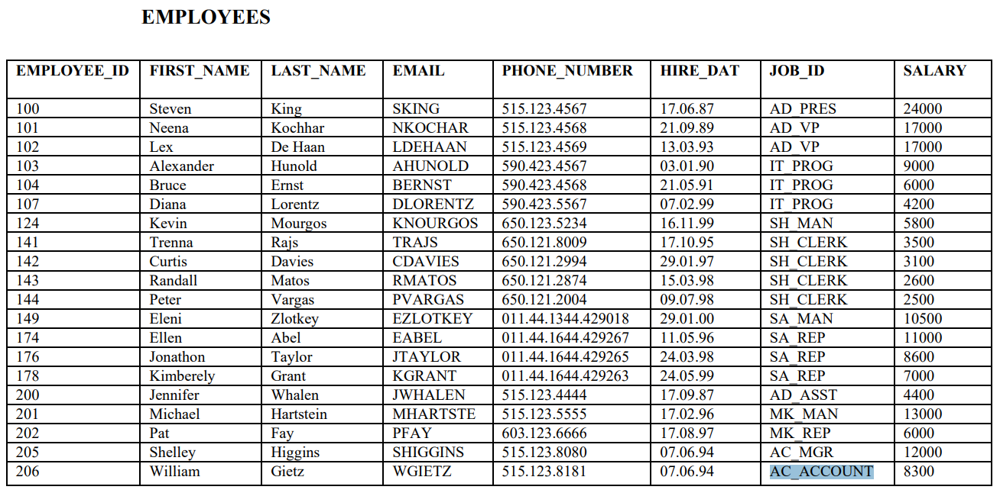 EMPLOYEES
EMPLOYEE_ID FIRST_NAME LAST_NAME EMAIL PHONE_NUMBER HIRE_DAT JOB_ID SALARY
100 Steven King SKING 515.123.4567 17.06.87 AD_PRES 24000
101 Neena Kochhar NKOCHAR 515.123.4568 21.09.89 AD_VP 17000
102 Lex De Haan LDEHAAN 515.123.4569 13.03.93 AD_VP 17000
103 Alexander Hunold AHUNOLD 590.423.4567 03.01.90 IT_PROG 9000
104 Bruce Ernst BERNST 590.423.4568 21.05.91 IT_PROG 6000
107 Diana Lorentz DLORENTZ 590.423.5567 07.02.99 IT_PROG 4200
124 Kevin Mourgos KNOURGOS 650.123.5234 16.11.99 SH_MAN 5800
141 Trenna Rajs TRAJS 650.121.8009 17.10.95 SH_CLERK 3500
142 Curtis Davies CDAVIES 650.121.2994 29.01.97 SH_CLERK 3100
143 Randall Matos RMATOS 650.121.2874 15.03.98 SH_CLERK 2600
144 Peter Vargas PVARGAS 650.121.2004 09.07.98 SH_CLERK 2500
149 Eleni Zlotkey EZLOTKEY 011.44.1344.429018 29.01.00 SA_MAN 10500
174 Ellen Abel EABEL 011.44.1644.429267 11.05.96 SA_REP 11000
176 Jonathon Taylor JTAYLOR 011.44.1644.429265 24.03.98 SA_REP 8600
178 Kimberely Grant KGRANT 011.44.1644.429263 24.05.99 SA_REP 7000
200 Jennifer Whalen JWHALEN 515.123.4444 17.09.87 AD_ASST 4400
201 Michael Hartstein MHARTSTE 515.123.5555 17.02.96 MK_MAN 13000
202 Pat Fay PFAY 603.123.6666 17.08.97 MK_REP 6000
205 Shelley Higgins SHIGGINS 515.123.8080 07.06.94 AC_MGR 12000
206 William Gietz WGIETZ 515.123.8181 07.06.94 AC_ACCOUNT 8300